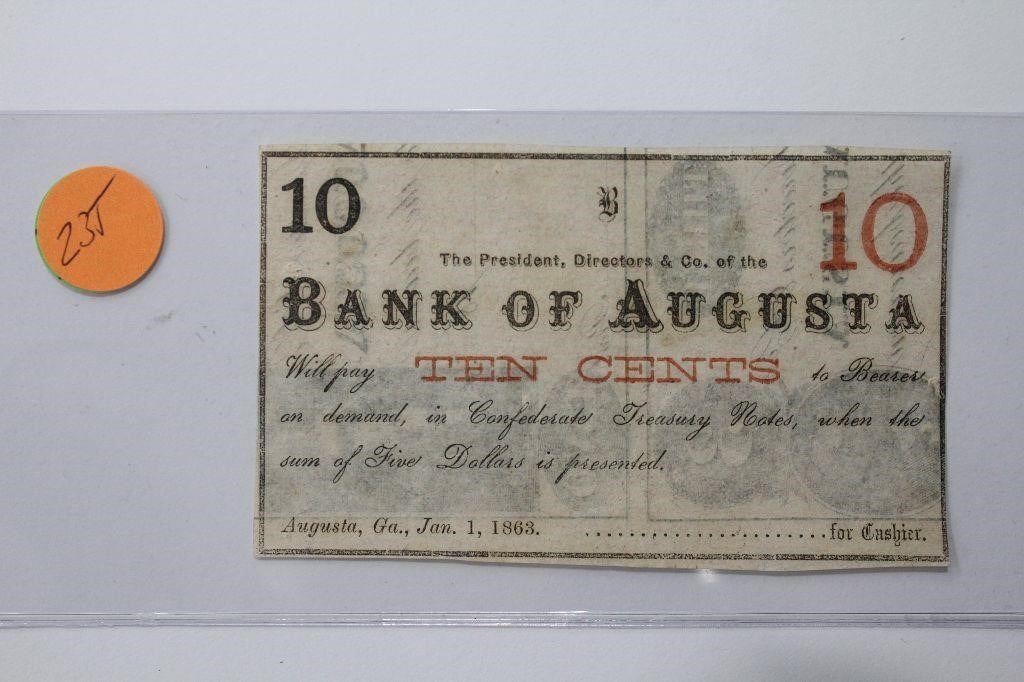 235
10
B
10
The President, Directors & Co. of the
BANK OF AUGUSTA
Will pay TEN CENTS to Bearer
on demand, in Confederate Treasury Notes, when the
sum of Five Dollars is presented.
Augusta, Ga., Jan. 1, 1863. ........................for Cashier.